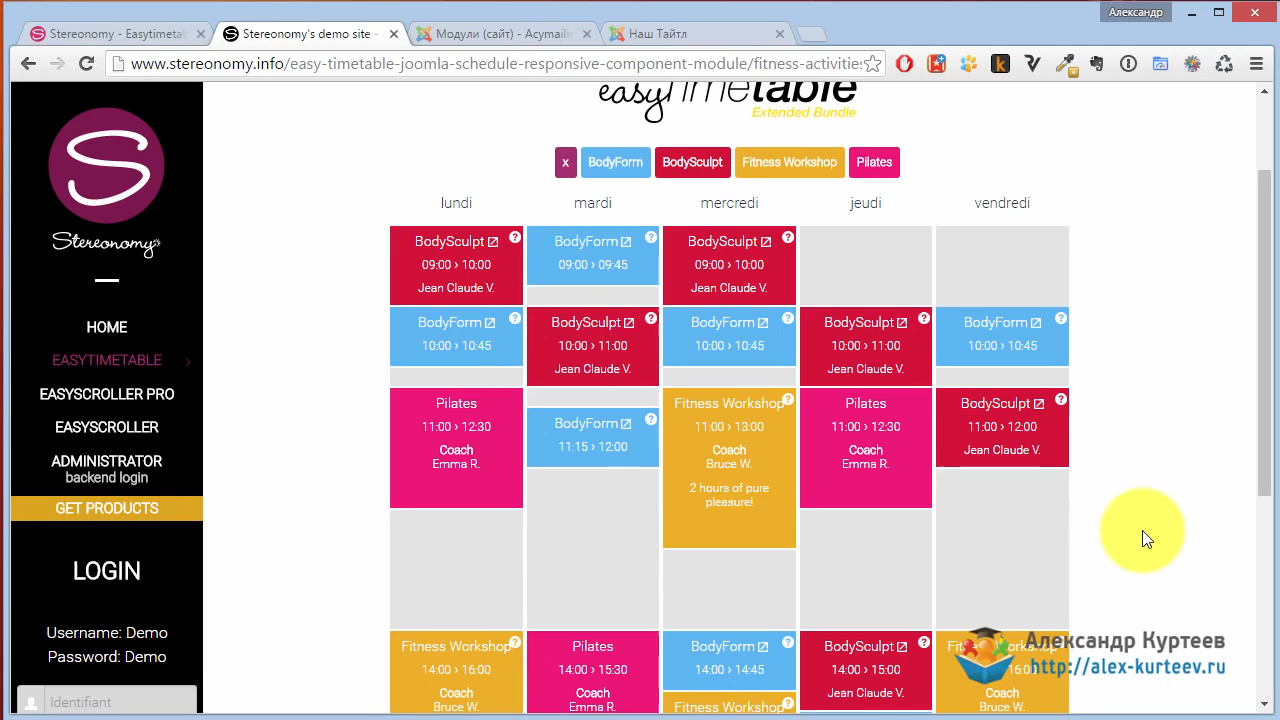 Александр
Stereonomy - Easytimetab
Stereonomy's demo site -
Модули (сайт) - Acymailin
Наш Тайтл
www.stereonomy.info/easy-timetable-joomla-schedule-responsive-component-module/fitness-activities
easytimetable
Extended Bundle
x BodyForm BodySculpt Fitness Workshop Pilates
Stereonomy
HOME
EASYTIMETABLE
EASYSCROLLER PRO
EASYSCROLLER
ADMINISTRATOR
backend login
GET PRODUCTS
LOGIN
Username: Demo
Password: Demo
Identifiant
lundi mardi mercredi jeudi vendredi
BodySculpt
09:00 › 10:00
Jean Claude V.
BodyForm
09:00 › 09:45
BodySculpt
09:00 › 10:00
Jean Claude V.
BodyForm
10:00 › 10:45
BodySculpt
10:00 › 11:00
Jean Claude V.
BodyForm
10:00 › 10:45
BodySculpt
10:00 › 11:00
Jean Claude V.
BodyForm
10:00 › 10:45
Pilates
11:00 › 12:30
Coach
Emma R.
BodyForm
11:15 › 12:00
Fitness Workshop
11:00 › 13:00
Coach
Bruce W.
2 hours of pure
pleasure!
Pilates
11:00 › 12:30
Coach
Emma R.
BodySculpt
11:00 › 12:00
Jean Claude V.
Fitness Workshop
14:00 › 16:00
Coach
Bruce W.
Pilates
14:00 › 15:30
Coach
Emma R.
BodyForm
14:00 › 14:45
Fitness Workshop
BodySculpt
14:00 › 15:00
Jean Claude V.
Fitness Workshop
16:00
Coach
Bruce W.
Александр Куртеев
http://alex-kurteev.ru